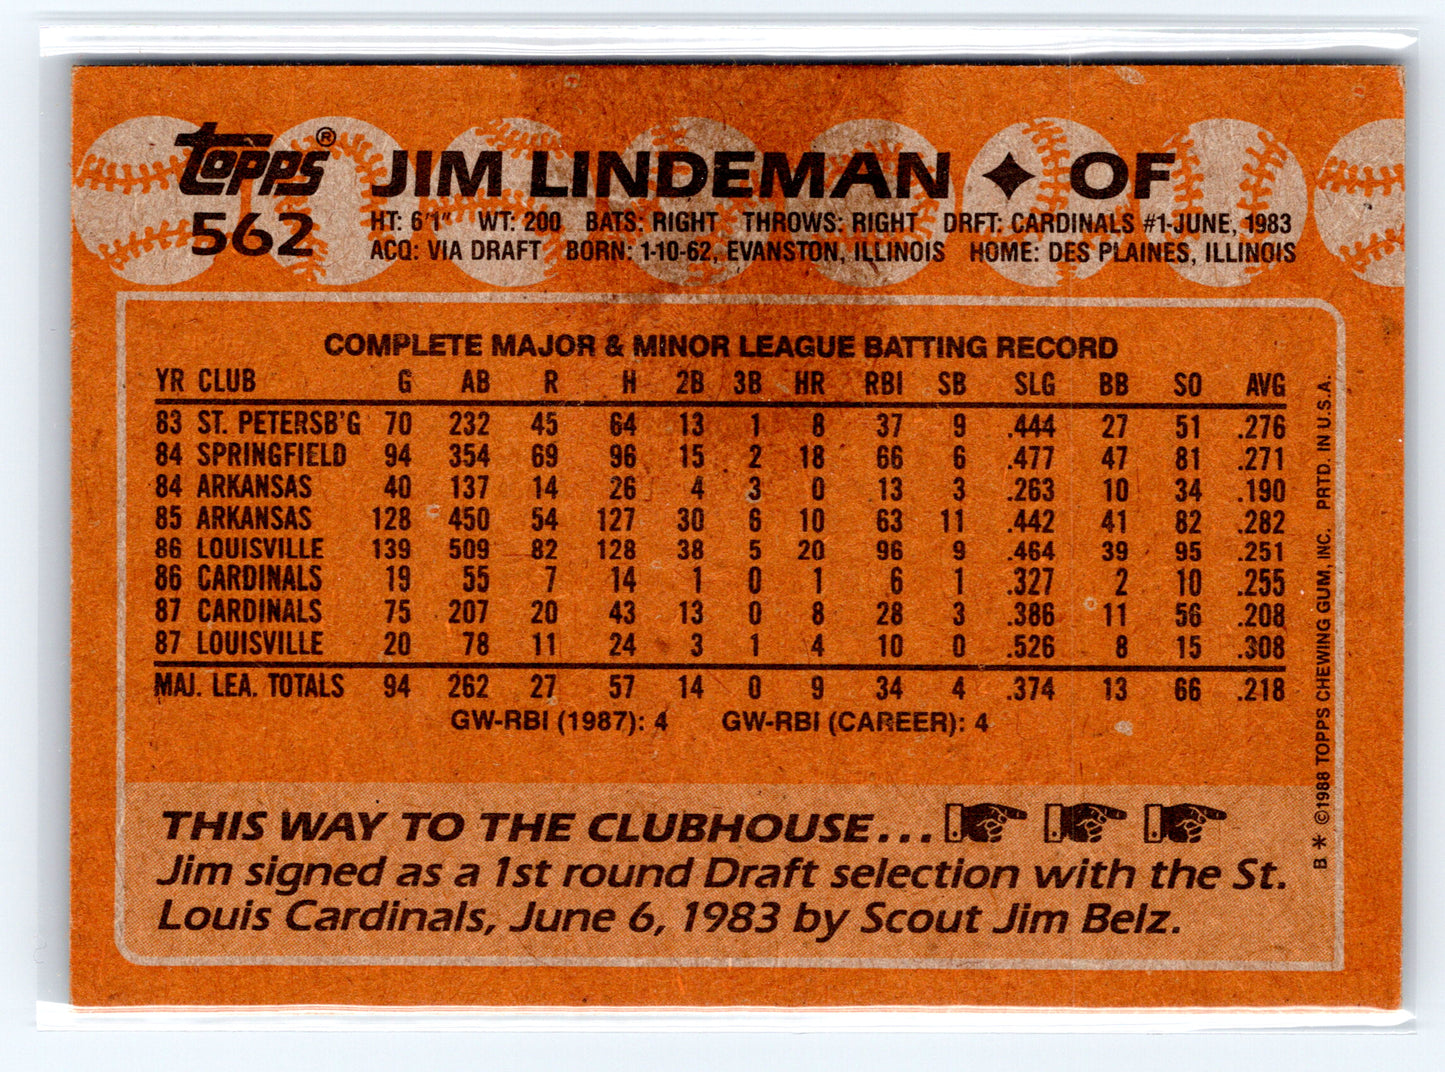 topps® JIM LINDEMAN ✦ OF
562 HT: 6'1" WT: 200 BATS: RIGHT THROWS: RIGHT DRFT: CARDINALS #1-JUNE, 1983
ACQ: VIA DRAFT BORN: 1-10-62, EVANSTON, ILLINOIS HOME: DES PLAINES, ILLINOIS
COMPLETE MAJOR & MINOR LEAGUE BATTING RECORD
YR CLUB G AB R H 2B 3B HR RBI SB SLG BB SO AVG
83 ST. PETERSB'G 70 232 45 64 13 1 8 37 9 .444 27 51 .276
84 SPRINGFIELD 94 354 69 96 15 2 18 66 6 .477 47 81 .271
84 ARKANSAS 40 137 14 26 4 3 0 13 3 .263 10 34 .190
85 ARKANSAS 128 450 54 127 30 6 10 63 11 .442 41 82 .282
86 LOUISVILLE 139 509 82 128 38 5 20 96 9 .464 39 95 .251
86 CARDINALS 19 55 7 14 1 0 1 6 1 .327 2 10 .255
87 CARDINALS 75 207 20 43 13 0 8 28 3 .386 11 56 .208
87 LOUISVILLE 20 78 11 24 3 1 4 10 0 .526 8 15 .308
MAJ. LEA. TOTALS 94 262 27 57 14 0 9 34 4 .374 13 66 .218
GW-RBI (1987): 4 GW-RBI (CAREER): 4
THIS WAY TO THE CLUBHOUSE...
Jim signed as a 1st round Draft selection with the St.
Louis Cardinals, June 6, 1983 by Scout Jim Belz.
B * ©1988 TOPPS CHEWING GUM, INC. PRTD. IN U.S.A.